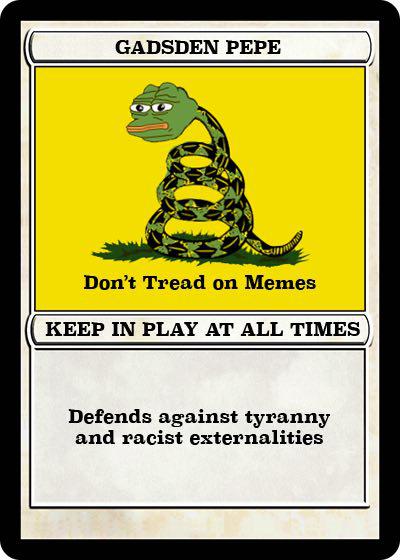 GADSDEN PEPE
Don't Tread on Memes
KEEP IN PLAY AT ALL TIMES
Defends against tyranny
and racist externalities